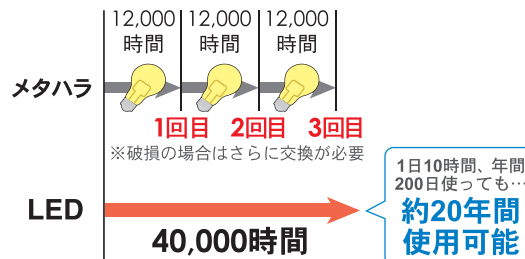 12,000 12,000 12,000
時間 時間 時間
メタハラ
1回目 2回目 3回目
※破損の場合はさらに交換が必要
LED
40,000時間
1日10時間、年間
200日使っても…
約20年間
使用可能